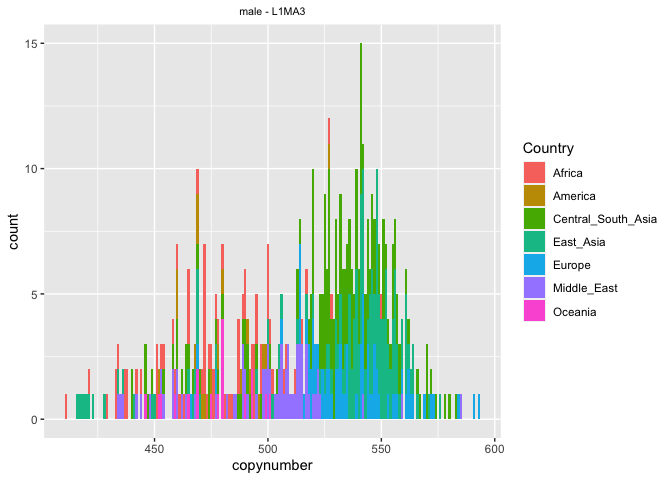 male - L1MA3
15
10
5
0
count
450
500
550
600
copynumber
Country
Africa
America
Central_South_Asia
East_Asia
Europe
Middle_East
Oceania